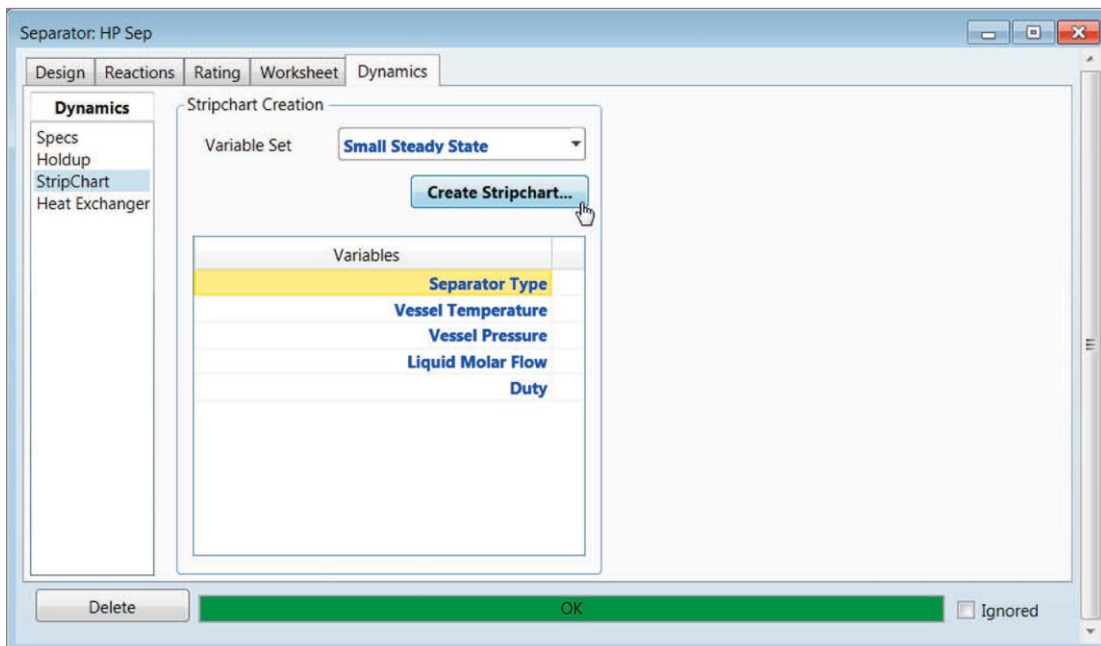 Separator: HP Sep
Design Reactions Rating Worksheet Dynamics
Dynamics
Specs
Holdup
StripChart
Heat Exchanger
Stripchart Creation
Variable Set Small Steady State
Create Stripchart...
Variables
Separator Type
Vessel Temperature
Vessel Pressure
Liquid Molar Flow
Duty
Delete OK Ignored